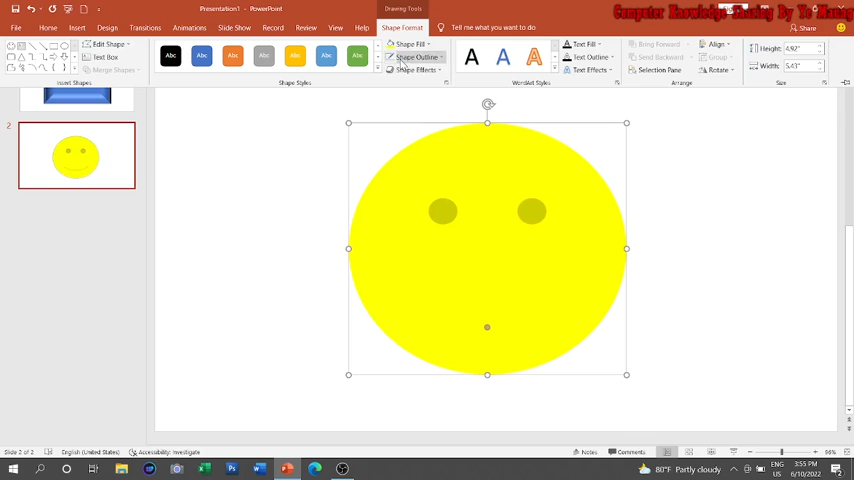 Computer Knowledge Sharing By Ye Maung
Presentation1 - PowerPoint
Drawing Tools
File Home Insert Design Transitions Animations Slide Show Record Review View Help Shape Format Tell me what you want to do
Share
Edit Shape
Text Box
Merge Shapes
Insert Shapes
Abc Abc Abc Abc Abc Abc Abc
Shape Styles
Shape Fill
Shape Outline
Shape Effects
A A A
WordArt Styles
Text Fill
Text Outline
Text Effects
Bring Forward
Send Backward
Selection Pane
Align
Group
Rotate
Arrange
Height: 4.92"
Width: 5.43"
Size
2
Slide 2 of 2
English (United States)
Accessibility: Investigate
Notes
Comments
96%
80°F Partly cloudy
ENG
US
3:55 PM
6/10/2022